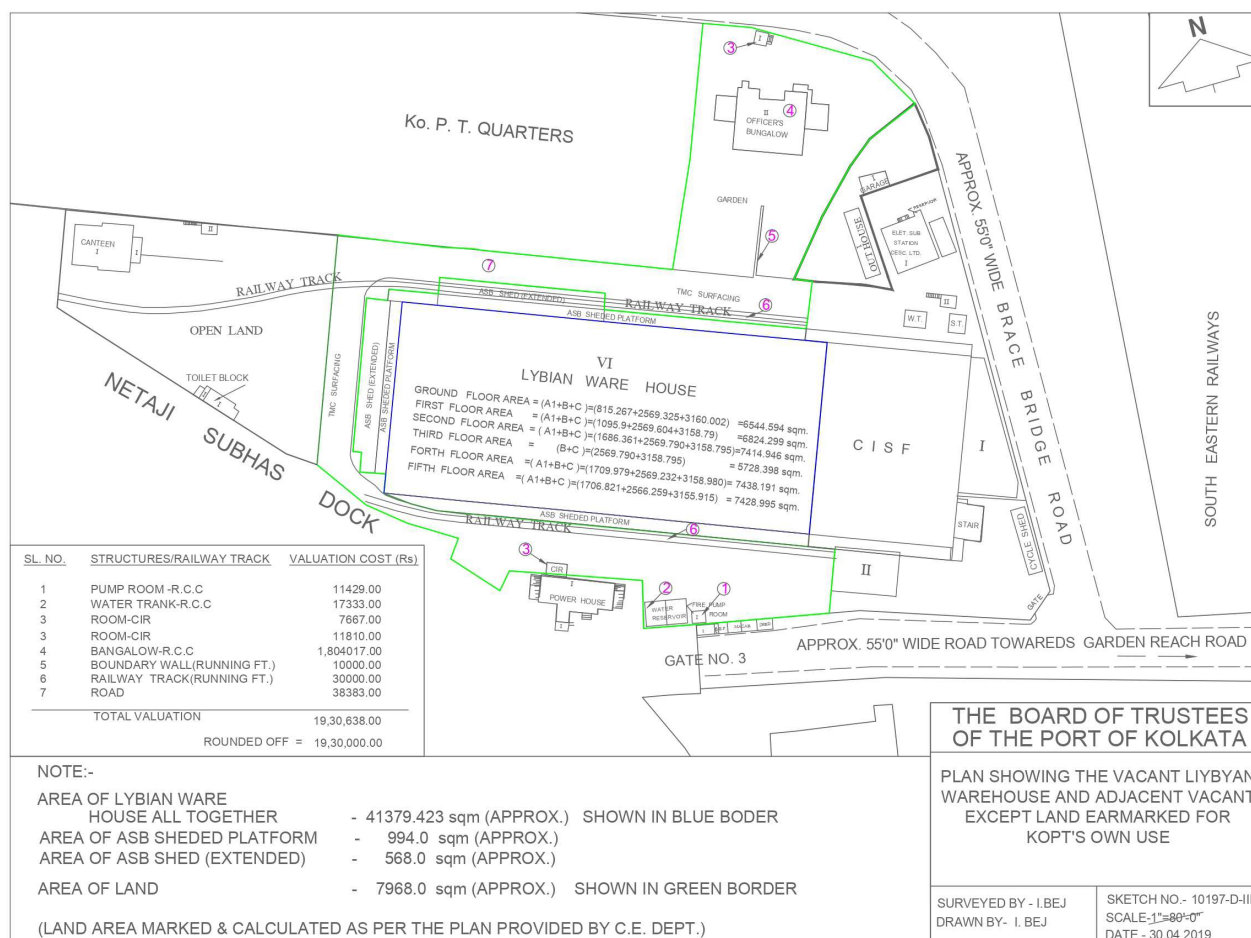 N
3
I
4
II
OFFICER'S
BUNGALOW
Ko. P. T. QUARTERS
GARDEN
5
I
GARAGE
OUTHOUSE
I
ELET. SUB
STATION
CESC. LTD.
I
APPROX. 55'0" WIDE BRACE BRIDGE ROAD
SOUTH EASTERN RAILWAYS
CANTEEN
I
I
II
7
RAILWAY TRACK
ASB SHED (EXTENDED)
RAILWAY TRACK
TMC SURFACING
6
ASB SHEDED PLATFORM
II
W.T.
S.T.
OPEN LAND
TOILET BLOCK
NETAJI SUBHAS DOCK
TMC SURFACING
ASB SHED (EXTENDED)
ASB SHEDED PLATFORM
VI
LYBIAN WARE HOUSE
GROUND FLOOR AREA = (A1+B+C )=(815.267+2569.325+3160.002) =6544.594 sqm.
FIRST FLOOR AREA = (A1+B+C )=(1095.9+2569.604+3158.79) =6824.299 sqm.
SECOND FLOOR AREA = ( A1+B+C )=(1686.361+2569.790+3158.795)=7414.946 sqm.
THIRD FLOOR AREA = (B+C )=(2569.790+3158.795) = 5728.398 sqm.
FORTH FLOOR AREA =( A1+B+C )=(1709.979+2569.232+3158.980)= 7438.191 sqm.
FIFTH FLOOR AREA =( A1+B+C )=(1706.821+2566.259+3155.915) = 7428.995 sqm.
CISF
I
STAIR
CYCLE SHED
GATE
ASB SHEDED PLATFORM
RAILWAY TRACK
6
II
3
CIR
I
POWER HOUSE
I
2
WATER
RESERVOIR
1
FIRE PUMP
ROOM
I
GATE NO. 3
APPROX. 55'0" WIDE ROAD TOWAREDS GARDEN REACH ROAD
SL. NO. STRUCTURES/RAILWAY TRACK VALUATION COST (Rs)
1 PUMP ROOM -R.C.C 11429.00
2 WATER TRANK-R.C.C 17333.00
3 ROOM-CIR 7667.00
3 ROOM-CIR 11810.00
4 BANGALOW-R.C.C 1,804017.00
5 BOUNDARY WALL(RUNNING FT.) 10000.00
6 RAILWAY TRACK(RUNNING FT.) 30000.00
7 ROAD 38383.00
TOTAL VALUATION 19,30,638.00
ROUNDED OFF = 19,30,000.00
NOTE:-
AREA OF LYBIAN WARE
HOUSE ALL TOGETHER - 41379.423 sqm (APPROX.) SHOWN IN BLUE BODER
AREA OF ASB SHEDED PLATFORM - 994.0 sqm (APPROX.)
AREA OF ASB SHED (EXTENDED) - 568.0 sqm (APPROX.)
AREA OF LAND - 7968.0 sqm (APPROX.) SHOWN IN GREEN BORDER
(LAND AREA MARKED & CALCULATED AS PER THE PLAN PROVIDED BY C.E. DEPT.)
THE BOARD OF TRUSTEES
OF THE PORT OF KOLKATA
PLAN SHOWING THE VACANT LIYBYAN
WAREHOUSE AND ADJACENT VACANT
EXCEPT LAND EARMARKED FOR
KOPT'S OWN USE
SURVEYED BY - I.BEJ
DRAWN BY- I. BEJ
SKETCH NO.- 10197-D-III
SCALE-1"=80'-0"
DATE - 30.04.2019